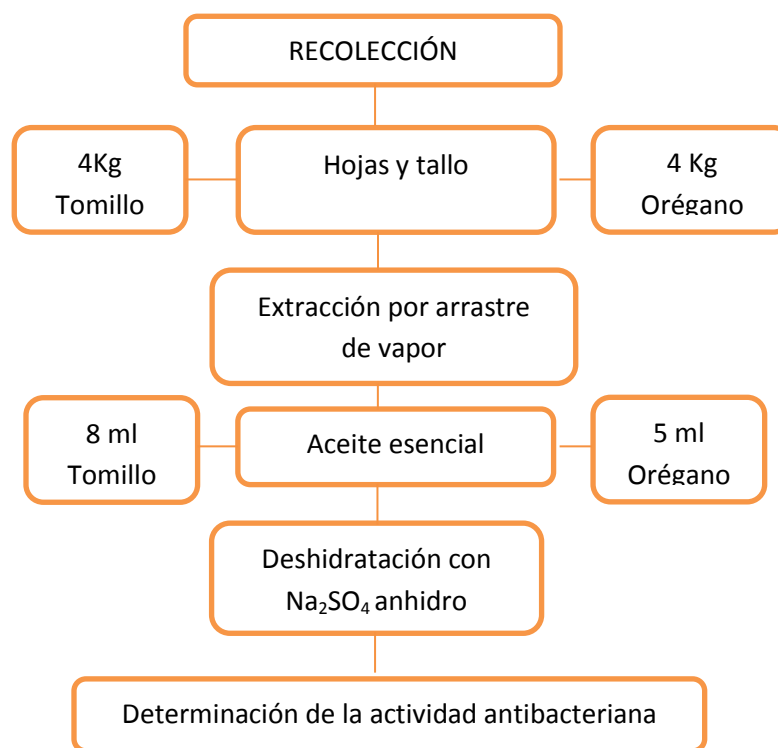 RECOLECCIÓN
4Kg
Tomillo
Hojas y tallo
4 Kg
Orégano
Extracción por arrastre
de vapor
8 ml
Tomillo
Aceite esencial
5 ml
Orégano
Deshidratación con
Na₂SO₄ anhidro
Determinación de la actividad antibacteriana